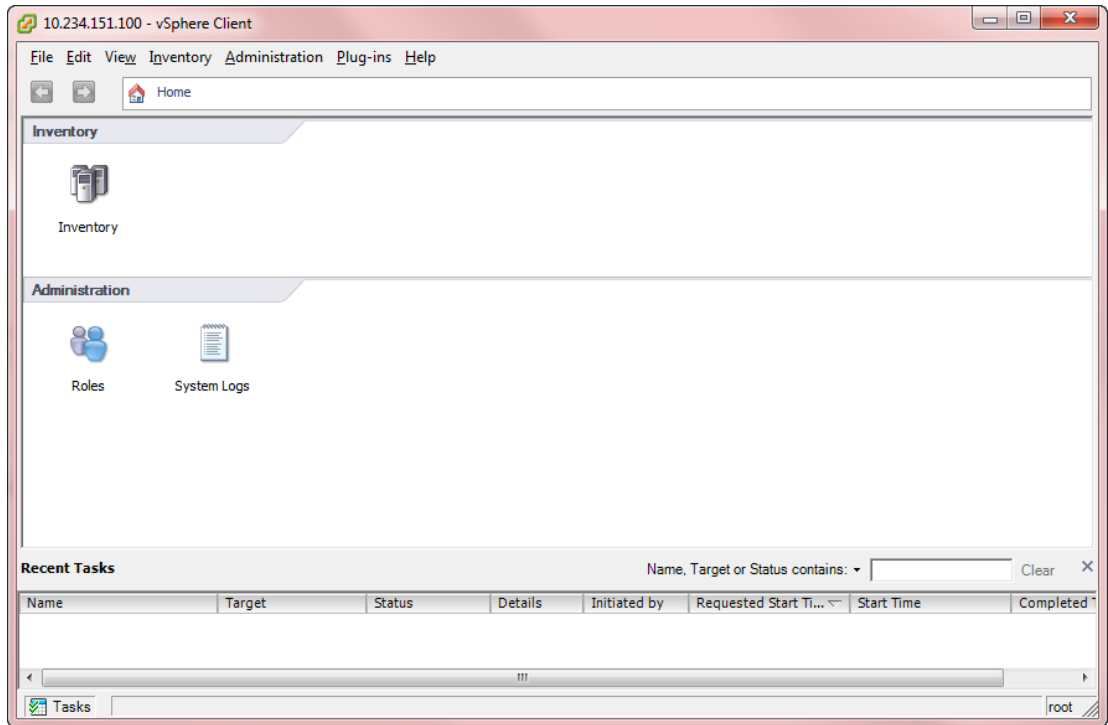 10.234.151.100 - vSphere Client
File Edit View Inventory Administration Plug-ins Help
Home
Inventory
Inventory
Administration
Roles System Logs
Recent Tasks Name, Target or Status contains: Clear
Name Target Status Details Initiated by Requested Start Ti... Start Time Completed T
Tasks root